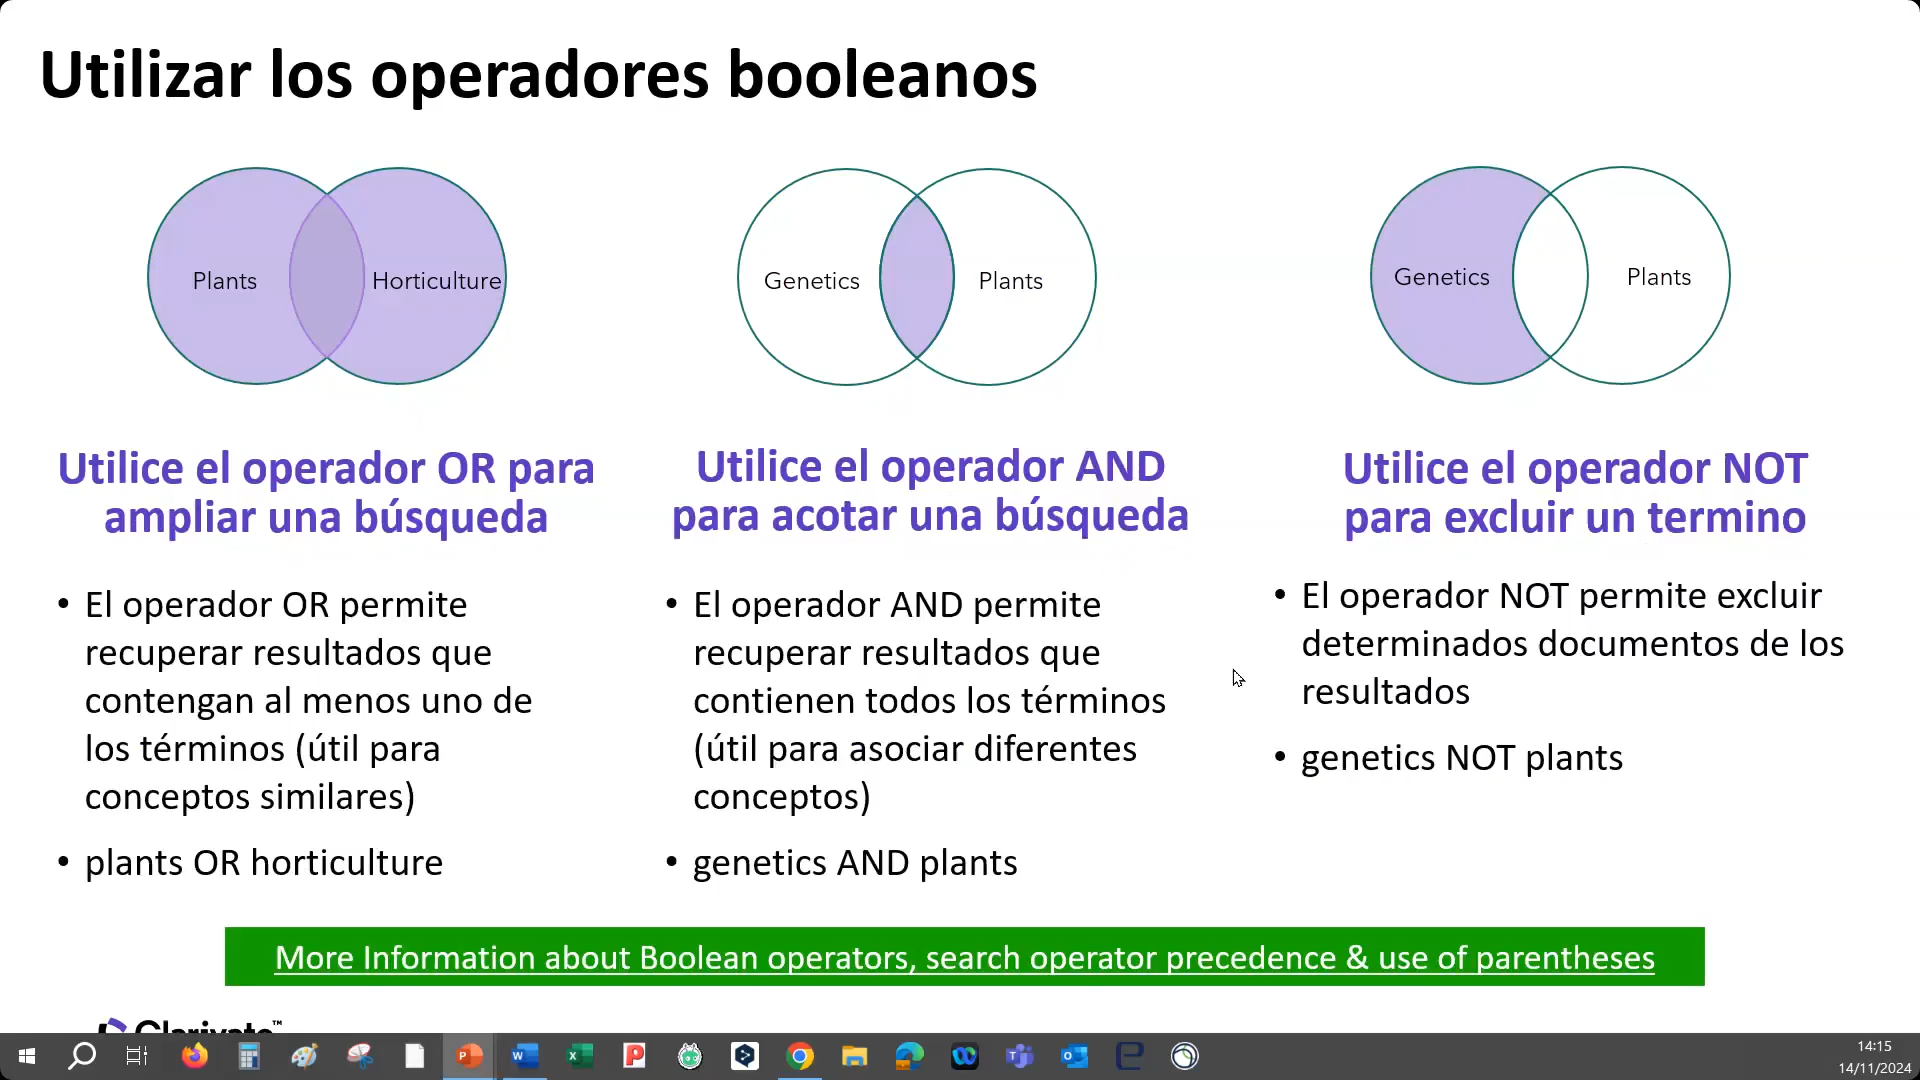 Utilizar los operadores booleanos
Plants
Horticulture
Genetics
Plants
Genetics
Plants
Utilice el operador OR para
ampliar una búsqueda
• El operador OR permite
recuperar resultados que
contengan al menos uno de
los términos (útil para
conceptos similares)
• plants OR horticulture
Utilice el operador AND
para acotar una búsqueda
• El operador AND permite
recuperar resultados que
contienen todos los términos
(útil para asociar diferentes
conceptos)
• genetics AND plants
Utilice el operador NOT
para excluir un termino
• El operador NOT permite excluir
determinados documentos de los
resultados
• genetics NOT plants
More Information about Boolean operators, search operator precedence & use of parentheses
Clarivate™
14:15
14/11/2024